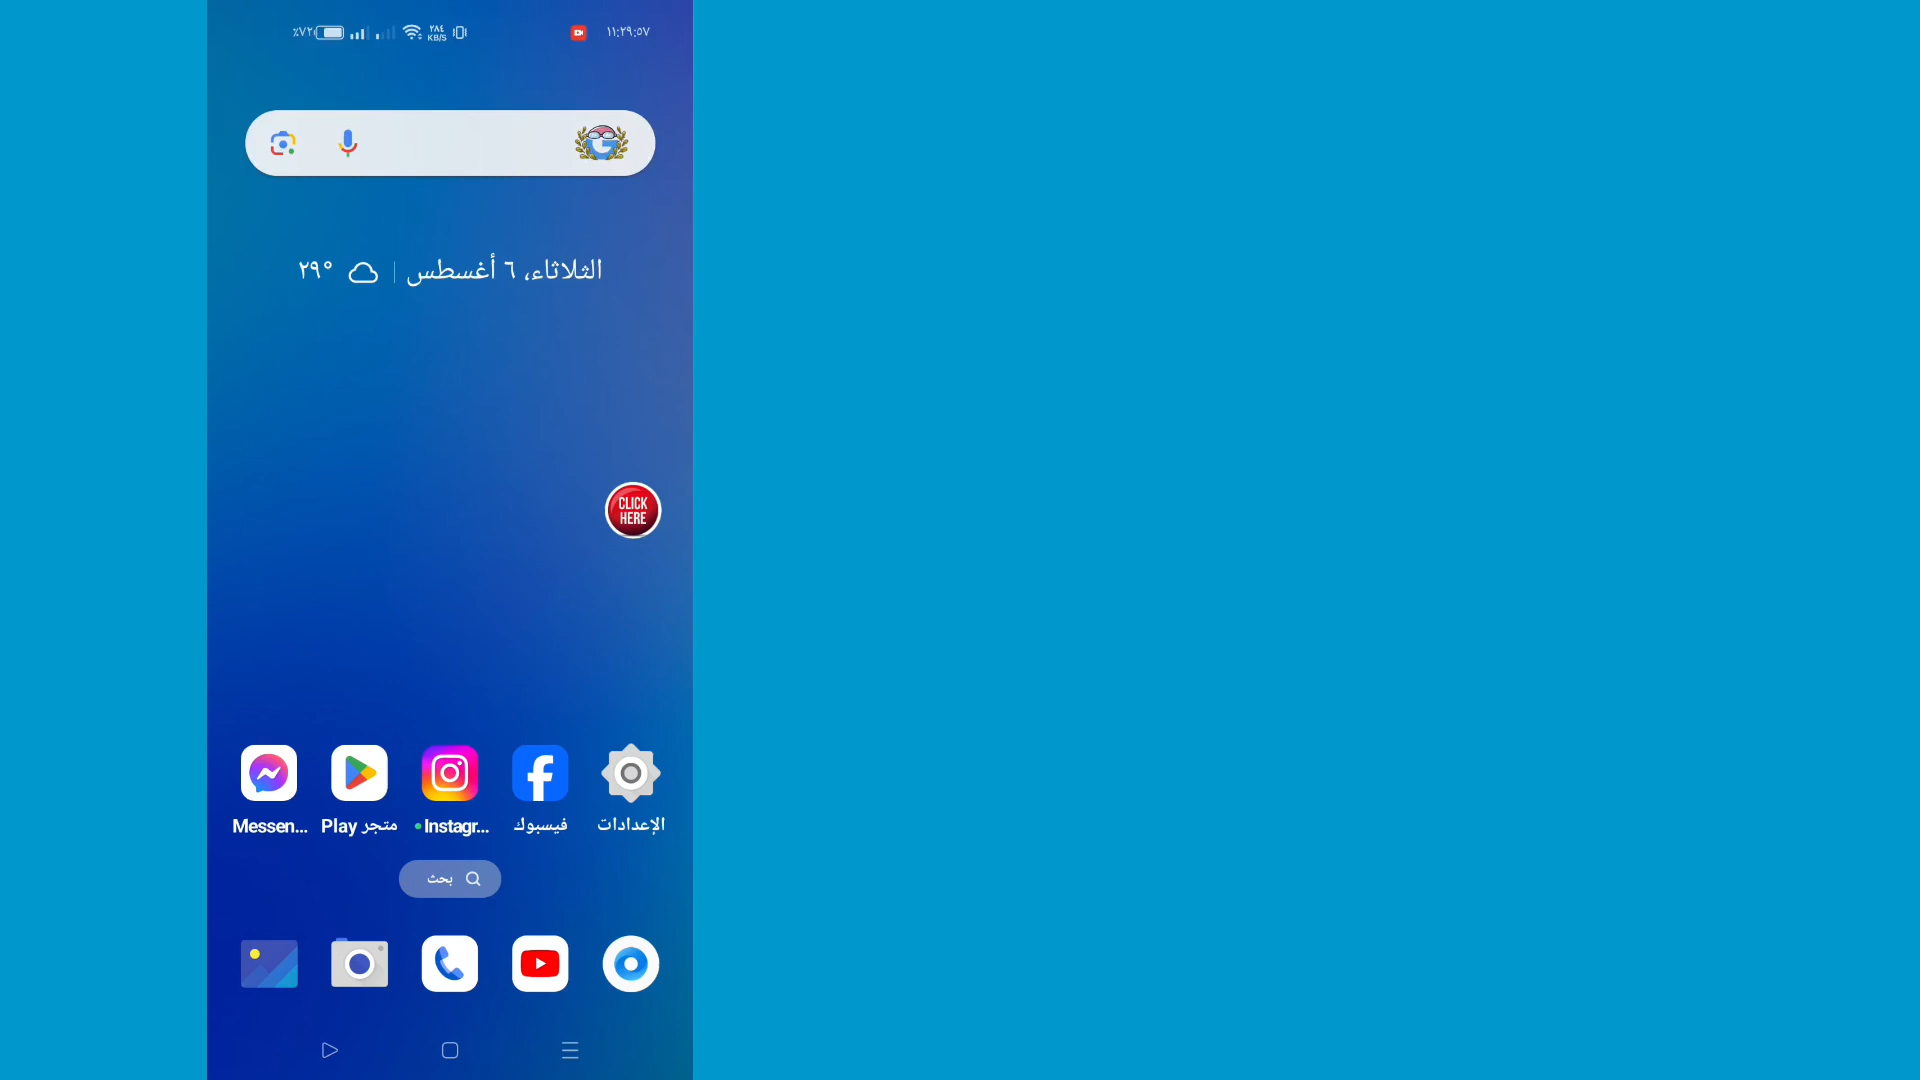 ٪٧٢ ٢٨٤ KB/S ١١:٢٩:٥٧
الثلاثاء، ٦ أغسطس | ٢٩°
CLICK
HERE
الإعدادات
فيسبوك
Instagr...
متجر Play
Messen...
بحث